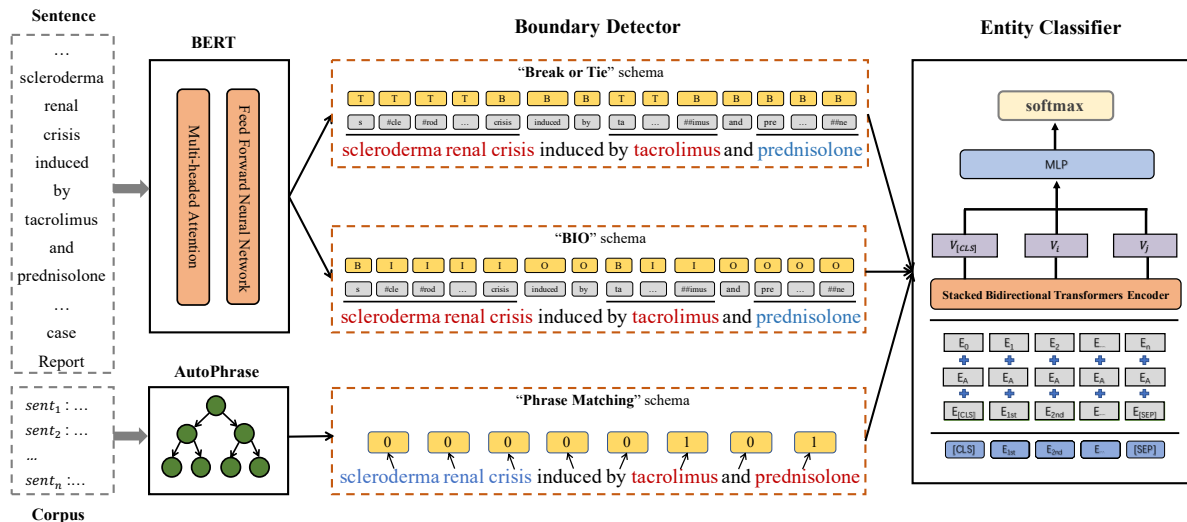 Sentence
…
scleroderma
renal
crisis
induced
by
tacrolimus
and
prednisolone
…
case
Report
sent1 : …
sent2 : …
…
sentn :…
Corpus
BERT
Multi-headed Attention
Feed Forward Neural Network
AutoPhrase
Boundary Detector
“Break or Tie” schema
T T T T B B B T T B B B B B
s #cle #rod … crisis induced by ta … ##imus and pre … ##ne
scleroderma renal crisis induced by tacrolimus and prednisolone
“BIO” schema
B I I I I O O B I I O O O O
s #cle #rod … crisis induced by ta … ##imus and pre … ##ne
scleroderma renal crisis induced by tacrolimus and prednisolone
“Phrase Matching” schema
0 0 0 0 0 1 0 1
scleroderma renal crisis induced by tacrolimus and prednisolone
Entity Classifier
softmax
MLP
V[CLS] Vi Vj
Stacked Bidirectional Transformers Encoder
E0 E1 E2 E… En
EA EA EA EA EA
E[CLS] E1st E2nd E… E[SEP]
[CLS] E1st E2nd E… [SEP]